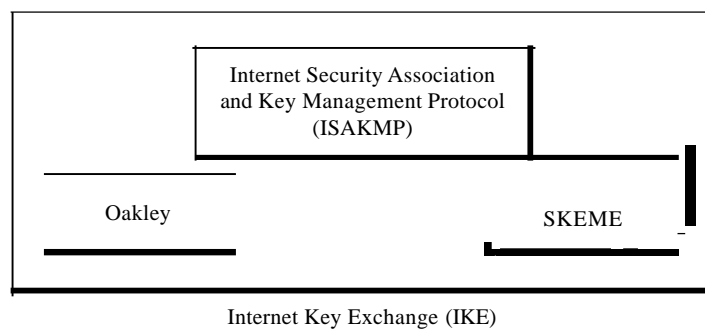 Internet Security Association
and Key Management Protocol
(ISAKMP)
Oakley
SKEME
Internet Key Exchange (IKE)